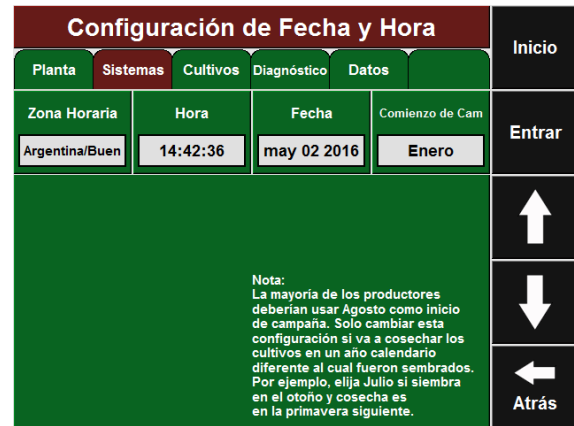 Configuración de Fecha y Hora
Inicio
Planta
Sistemas
Cultivos
Diagnóstico
Datos
Zona Horaria
Hora
Fecha
Comienzo de Cam
Argentina/Buen
14:42:36
may 02 2016
Enero
Entrar
Nota:
La mayoría de los productores
deberían usar Agosto como inicio
de campaña. Solo cambiar esta
configuración si va a cosechar los
cultivos en un año calendario
diferente al cual fueron sembrados.
Por ejemplo, elija Julio si siembra
en el otoño y cosecha es
en la primavera siguiente.
Atrás